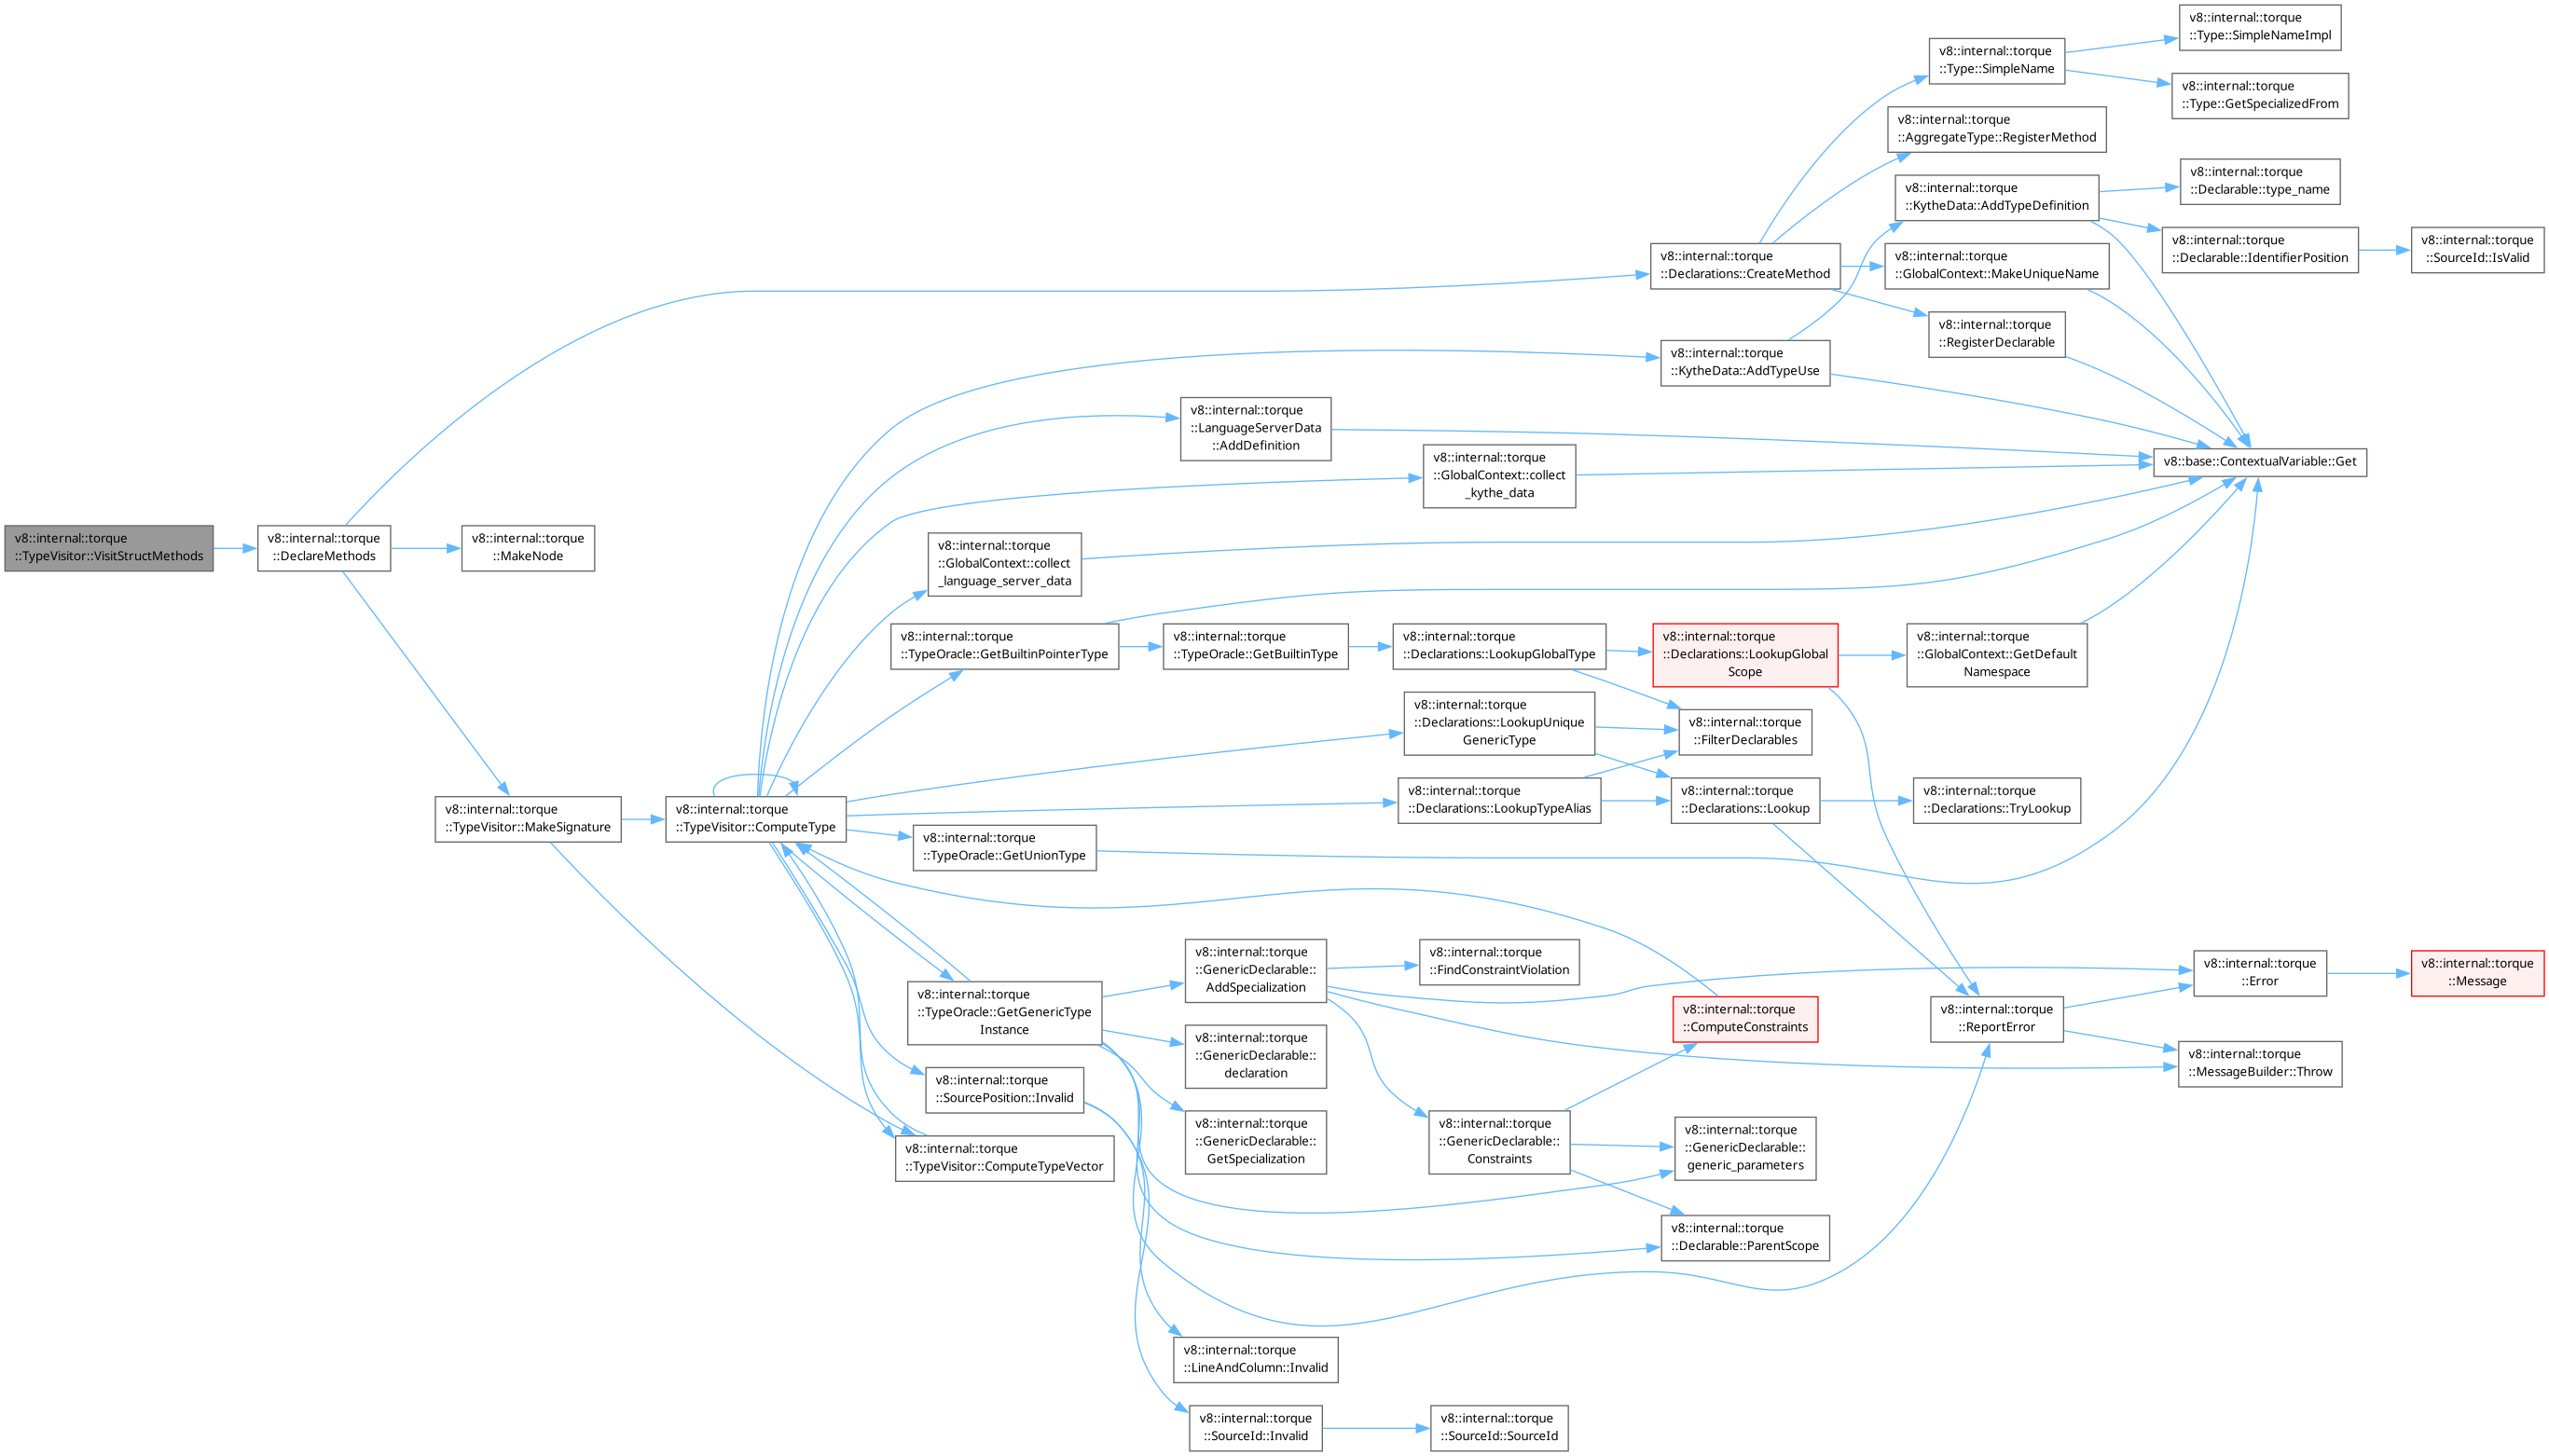 v8::internal::torque
::TypeVisitor::VisitStructMethods
v8::internal::torque
::DeclareMethods
v8::internal::torque
::MakeNode
v8::internal::torque
::TypeVisitor::MakeSignature
v8::internal::torque
::TypeVisitor::ComputeType
v8::internal::torque
::GlobalContext::collect
_language_server_data
v8::internal::torque
::TypeOracle::GetBuiltinPointerType
v8::internal::torque
::TypeOracle::GetUnionType
v8::internal::torque
::TypeOracle::GetGenericType
Instance
v8::internal::torque
::SourcePosition::Invalid
v8::internal::torque
::TypeVisitor::ComputeTypeVector
v8::internal::torque
::GlobalContext::collect
_kythe_data
v8::internal::torque
::LanguageServerData
::AddDefinition
v8::internal::torque
::TypeOracle::GetBuiltinType
v8::internal::torque
::GenericDeclarable::
AddSpecialization
v8::internal::torque
::GenericDeclarable::
declaration
v8::internal::torque
::GenericDeclarable::
GetSpecialization
v8::internal::torque
::LineAndColumn::Invalid
v8::internal::torque
::SourceId::Invalid
v8::internal::torque
::Declarations::LookupGlobalType
v8::internal::torque
::Declarations::LookupUnique
GenericType
v8::internal::torque
::Declarations::LookupTypeAlias
v8::internal::torque
::FindConstraintViolation
v8::internal::torque
::GenericDeclarable::
Constraints
v8::internal::torque
::SourceId::SourceId
v8::internal::torque
::Declarations::CreateMethod
v8::internal::torque
::KytheData::AddTypeUse
v8::internal::torque
::Declarations::LookupGlobal
Scope
v8::internal::torque
::FilterDeclarables
v8::internal::torque
::Declarations::Lookup
v8::internal::torque
::ComputeConstraints
v8::internal::torque
::GenericDeclarable::
generic_parameters
v8::internal::torque
::Declarable::ParentScope
v8::internal::torque
::Type::SimpleName
v8::internal::torque
::AggregateType::RegisterMethod
v8::internal::torque
::KytheData::AddTypeDefinition
v8::internal::torque
::GlobalContext::MakeUniqueName
v8::internal::torque
::RegisterDeclarable
v8::internal::torque
::GlobalContext::GetDefault
Namespace
v8::internal::torque
::Declarations::TryLookup
v8::internal::torque
::ReportError
v8::internal::torque
::Type::SimpleNameImpl
v8::internal::torque
::Type::GetSpecializedFrom
v8::internal::torque
::Declarable::type_name
v8::internal::torque
::Declarable::IdentifierPosition
v8::base::ContextualVariable::Get
v8::internal::torque
::Error
v8::internal::torque
::MessageBuilder::Throw
v8::internal::torque
::SourceId::IsValid
v8::internal::torque
::Message